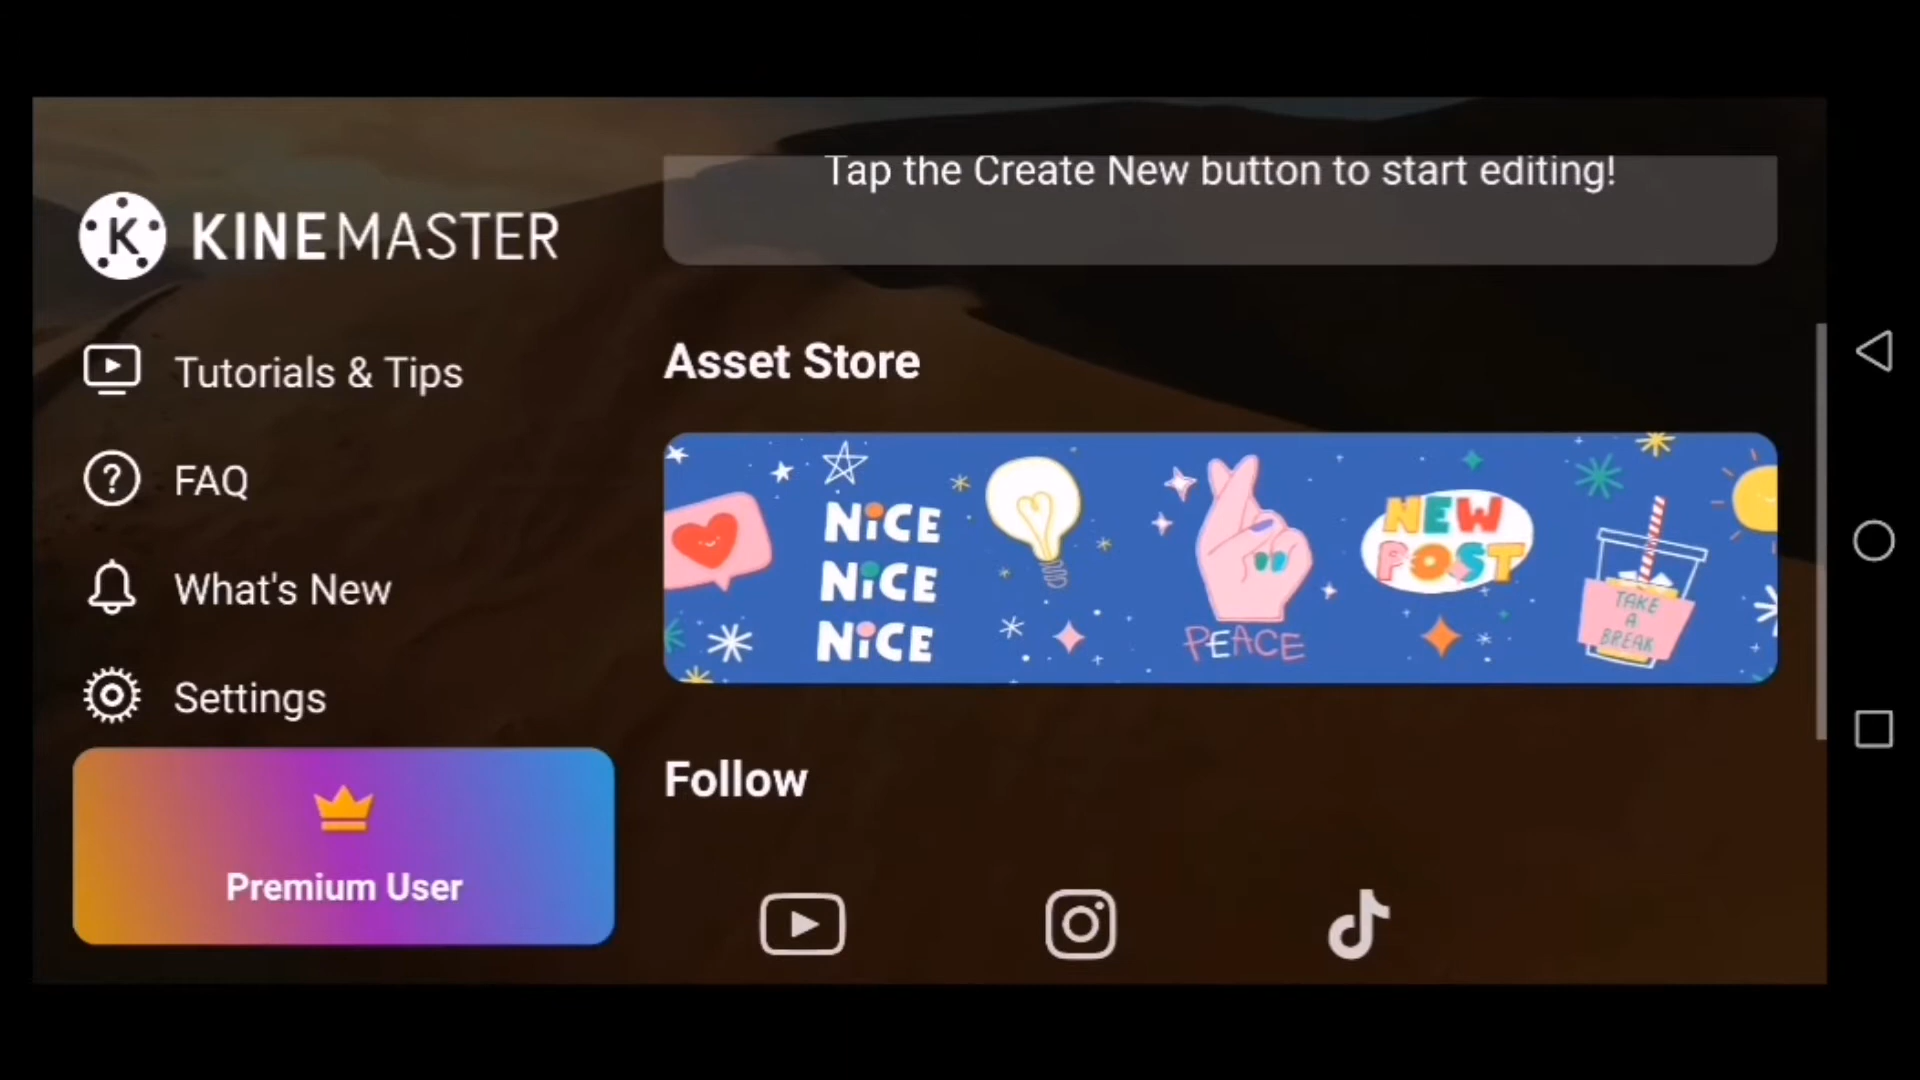 KINEMASTER
Tutorials & Tips
FAQ
What's New
Settings
Premium User
Tap the Create New button to start editing!
Asset Store
NiCE
NiCE
NiCE
PEACE
NEW
POST
TAKE
A
BREAK
Follow